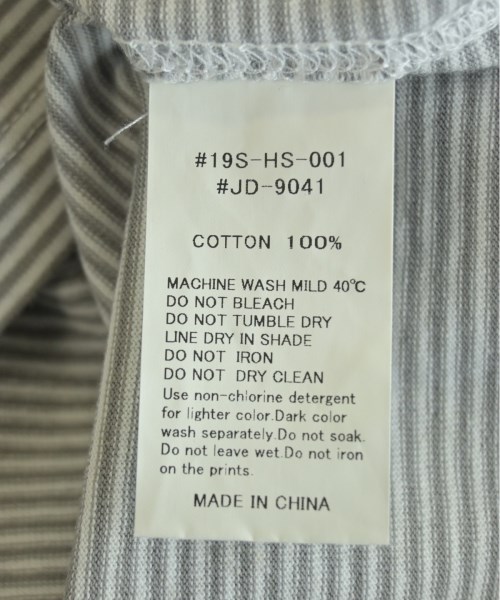 #19S-HS-001
#JD-9041
COTTON 100%
MACHINE WASH MILD 40℃
DO NOT BLEACH
DO NOT TUMBLE DRY
LINE DRY IN SHADE
DO NOT IRON
DO NOT DRY CLEAN
Use non-chlorine detergent
for lighter color.Dark color
wash separately.Do not soak.
Do not leave wet.Do not iron
on the prints.
MADE IN CHINA